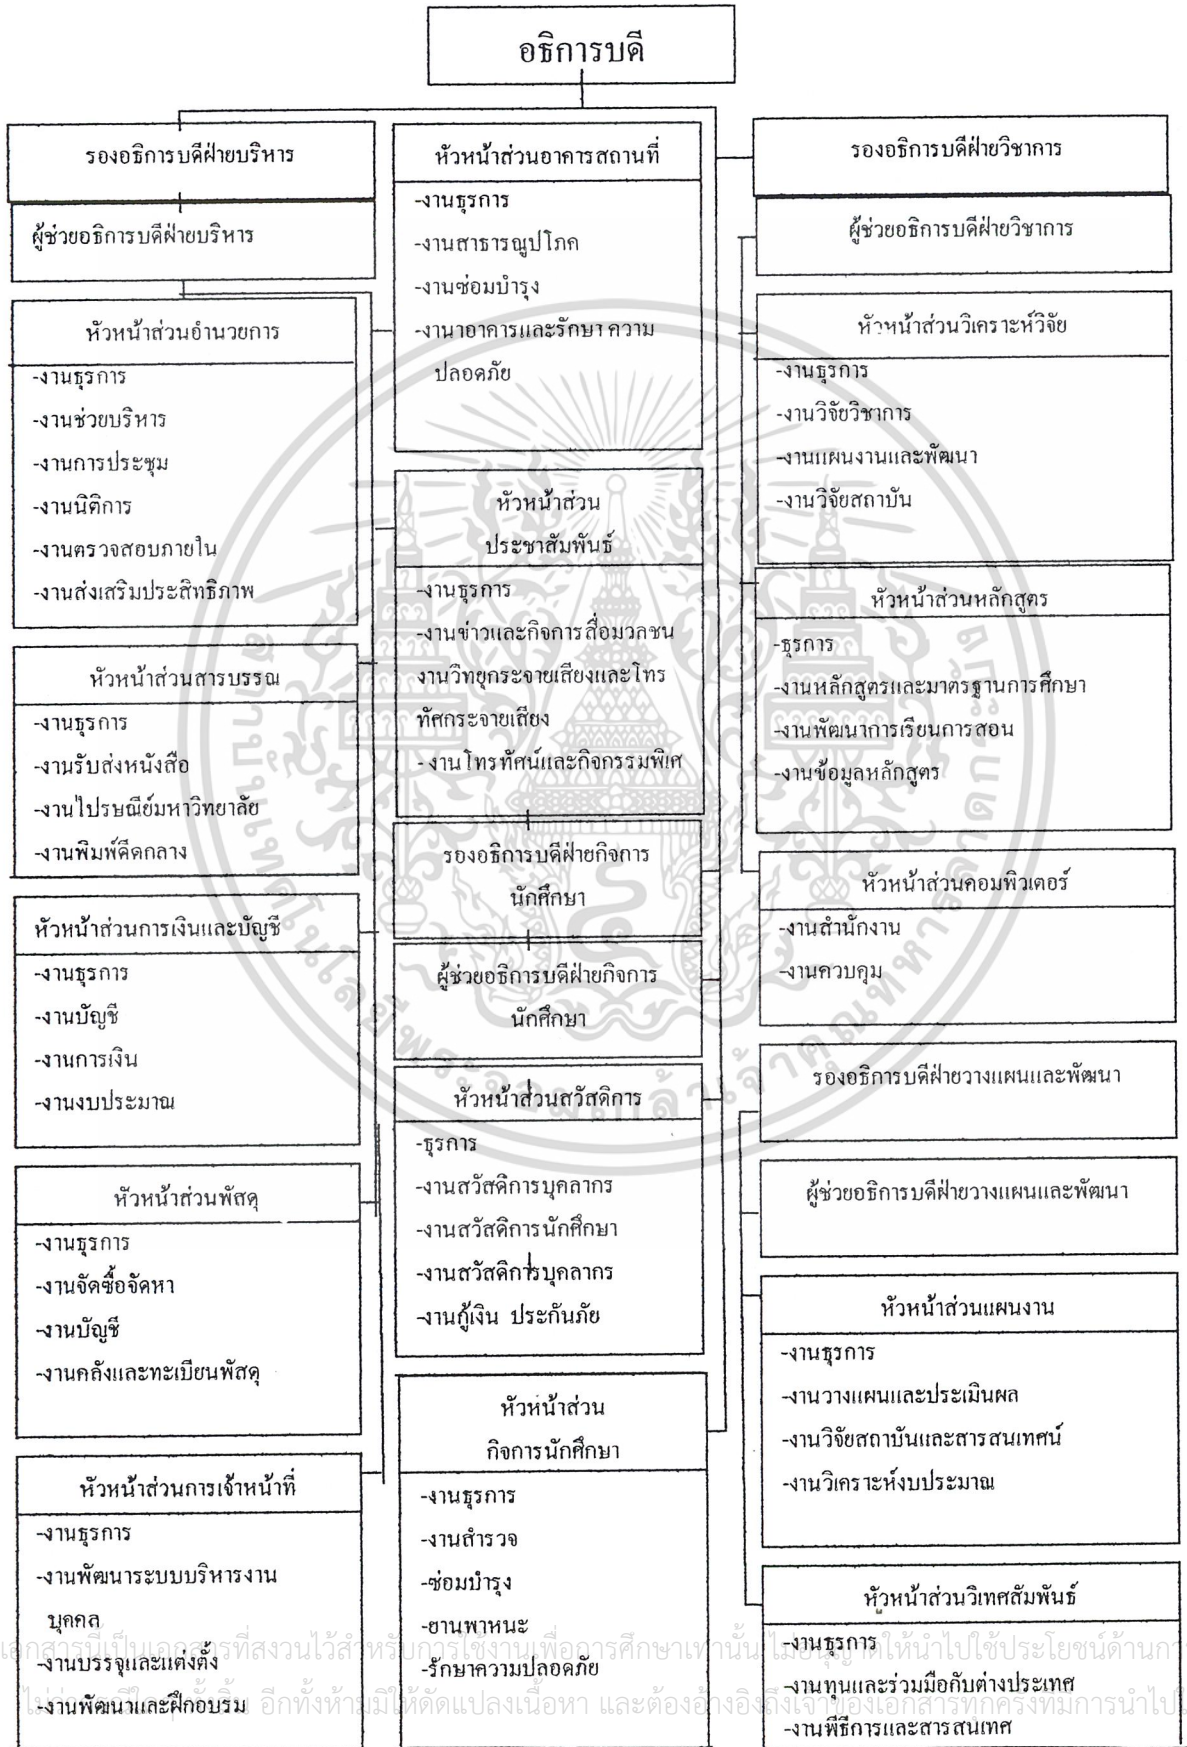 อธิการบดี
รองอธิการบดีฝ่ายบริหาร
ผู้ช่วยอธิการบดีฝ่ายบริหาร
หัวหน้าส่วนอำนวยการ
-งานธุรการ
-งานช่วยบริหาร
-งานการประชุม
-งานนิติการ
-งานตรวจสอบภายใน
-งานส่งเสริมประสิทธิภาพ
หัวหน้าส่วนสารบรรณ
-งานธุรการ
-งานรับส่งหนังสือ
-งานไปรษณีย์มหาวิทยาลัย
-งานพิมพ์ดีดกลาง
หัวหน้าส่วนการเงินและบัญชี
-งานธุรการ
-งานบัญชี
-งานการเงิน
-งานงบประมาณ
หัวหน้าส่วนพัสดุ
-งานธุรการ
-งานจัดซื้อจัดหา
-งานบัญชี
-งานคลังและทะเบียนพัสดุ
หัวหน้าส่วนการเจ้าหน้าที่
-งานธุรการ
-งานพัฒนาระบบบริหารงาน
บุคคล
-งานบรรจุและแต่งตั้ง
-งานพัฒนาและฝึกอบรม
หัวหน้าส่วนอาคารสถานที่
-งานธุรการ
-งานสาธารณูปโภค
-งานซ่อมบำรุง
-งานาอาคารและรักษา ความ
ปลอดภัย
หัวหน้าส่วน
ประชาสัมพันธ์
-งานธุรการ
-งานข่าวและกิจการสื่อมวลชน
งานวิทยุกระจายเสียงและโทร
ทัศกระจายเสียง
- งานโทรทัศน์และกิจกรรมพิเศ
รองอธิการบดีฝ่ายกิจการ
นักศึกษา
ผู้ช่วยอธิการบดีฝ่ายกิจการ
นักศึกษา
หัวหน้าส่วนสวัสดิการ
-ธุรการ
-งานสวัสดิการบุคลากร
-งานสวัสดิการนักศึกษา
-งานสวัสดิการบุคลากร
-งานกู้เงิน ประกันภัย
หัวหน้าส่วน
กิจการนักศึกษา
-งานธุรการ
-งานสำรวจ
-ซ่อมบำรุง
-ยานพาหนะ
-รักษาความปลอดภัย
รองอธิการบดีฝ่ายวิชาการ
ผู้ช่วยอธิการบดีฝ่ายวิชาการ
หัวหน้าส่วนวิเคราะห์วิจัย
-งานธุรการ
-งานวิจัยวิชาการ
-งานแผนงานและพัฒนา
-งานวิจัยสถาบัน
หัวหน้าส่วนหลักสูตร
-ธุรการ
-งานหลักสูตรและมาตรฐานการศึกษา
-งานพัฒนาการเรียนการสอน
-งานข้อมูลหลักสูตร
หัวหน้าส่วนคอมพิวเตอร์
-งานสำนักงาน
-งานควบคุม
รองอธิการบดีฝ่ายวางแผนและพัฒนา
ผู้ช่วยอธิการบดีฝ่ายวางแผนและพัฒนา
หัวหน้าส่วนแผนงาน
-งานธุรการ
-งานวางแผนและประเมินผล
-งานวิจัยสถาบันและสารสนเทศน์
-งานวิเคราะห์งบประมาณ
หัวหน้าส่วนวิเทศสัมพันธ์
-งานธุรการ
-งานทุนและร่วมมือกับต่างประเทศ
-งานพิธีการและสารสนเทศ
สถาบันเทคโนโลยีพระจอมเกล้าเจ้าคุณทหารลาดกระบัง
เอกสารนี้เป็นเอกสารที่สงวนไว้สำหรับการใช้งานเพื่อการศึกษาเท่านั้น ไม่อนุญาตให้นำไปใช้ประโยชน์ด้านกา
อีกทั้งห้ามมิให้ดัดแปลงเนื้อหา และต้องอ้างอิงถึงเจ้าของเอกสารทุกครั้งที่มีการนำไปใ